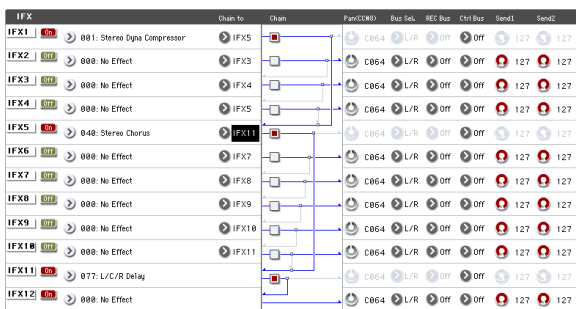 IFX Chain to Chain Pan(CC#8) Bus Sel. REC Bus Ctrl Bus Send1 Send2
IFX1 On 001: Stereo Dyna Compressor IFX5 C064 L/R Off Off 127 127
IFX2 Off 000: No Effect IFX3 C064 L/R Off Off 127 127
IFX3 Off 000: No Effect IFX4 C064 L/R Off Off 127 127
IFX4 Off 000: No Effect IFX5 C064 L/R Off Off 127 127
IFX5 On 040: Stereo Chorus IFX11 C064 L/R Off Off 127 127
IFX6 Off 000: No Effect IFX7 C064 L/R Off Off 127 127
IFX7 Off 000: No Effect IFX8 C064 L/R Off Off 127 127
IFX8 Off 000: No Effect IFX9 C064 L/R Off Off 127 127
IFX9 Off 000: No Effect IFX10 C064 L/R Off Off 127 127
IFX10 Off 000: No Effect IFX11 C064 L/R Off Off 127 127
IFX11 On 077: L/C/R Delay C064 L/R Off Off 127 127
IFX12 On 000: No Effect C064 L/R Off Off 127 127